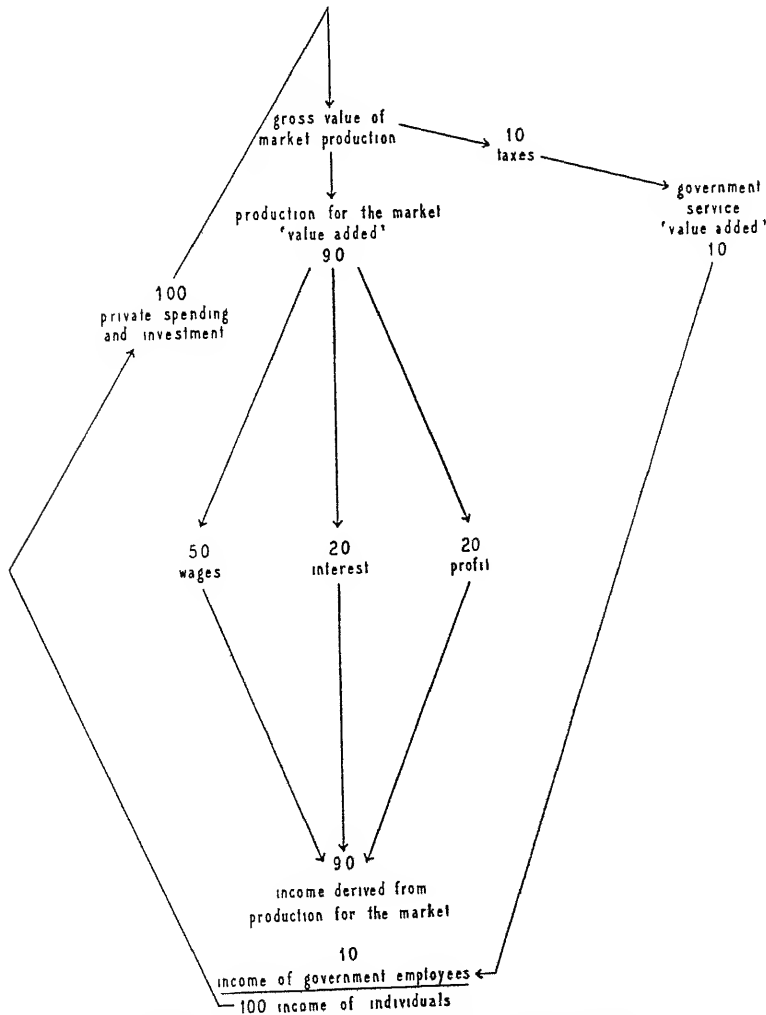 gross value of
market production
10
taxes
government
service
'value added'
10
production for the market
'value added'
90
100
private spending
and investment
50
wages
20
interest
20
profit
90
income derived from
production for the market
10
income of government employees
100 income of individuals